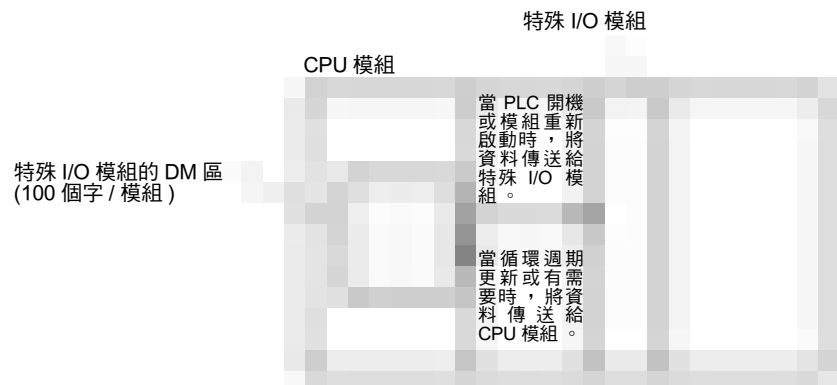 特殊 I/O 模組
CPU 模組
當 PLC 開機
或模組重新
啟動時，將
資料傳送給
特殊 I/O 模
組。
特殊 I/O 模組的 DM 區
(100 個字 / 模組 )
當循環週期
更新或有需
要時，將資
料傳送給
CPU 模組。